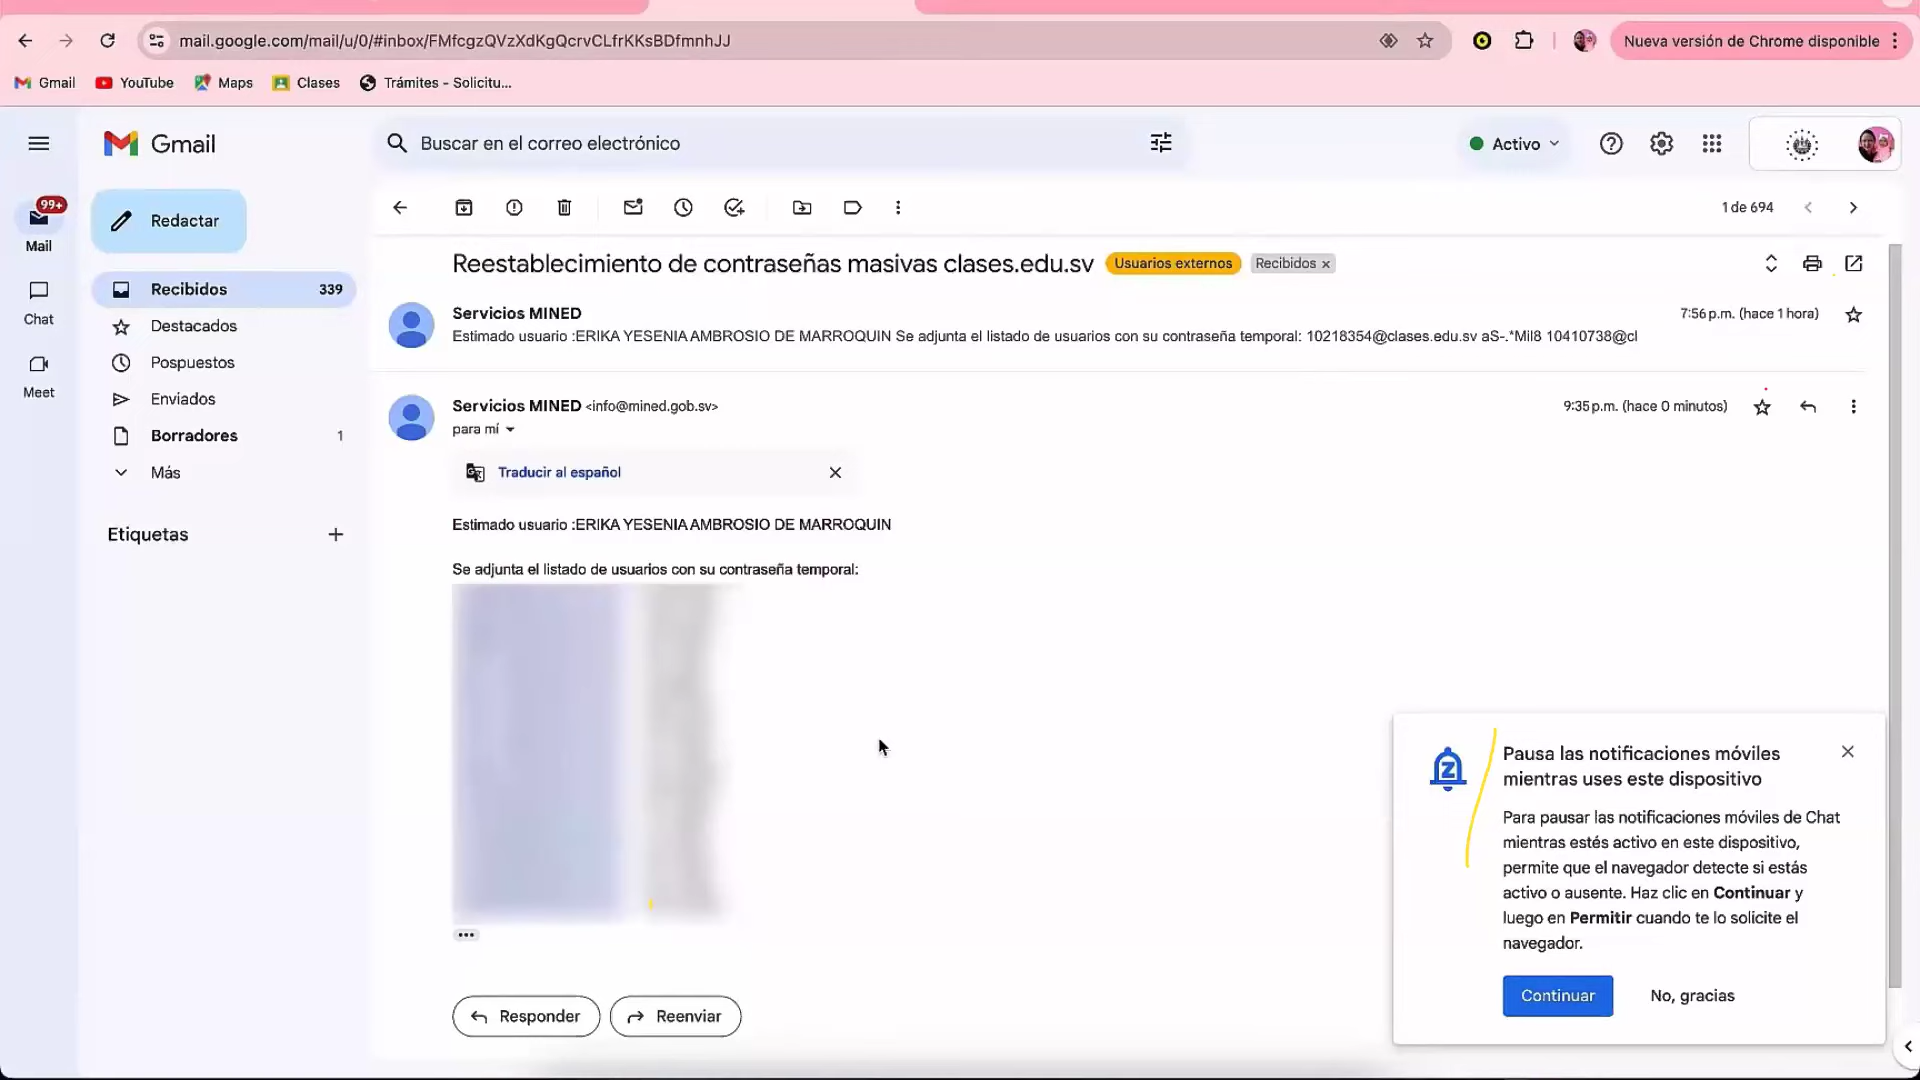 mail.google.com/mail/u/0/#inbox/FMfcgzQVzXdKgQcrvCLfrKKsBDfmnhJJ
Nueva versión de Chrome disponible
Gmail
YouTube
Maps
Clases
Trámites - Solicitu...
Gmail
Buscar en el correo electrónico
Activo
99+
Mail
Chat
Meet
Redactar
Recibidos 339
Destacados
Pospuestos
Enviados
Borradores 1
Más
Etiquetas
1 de 694
Reestablecimiento de contraseñas masivas clases.edu.sv
Usuarios externos
Recibidos x
Servicios MINED
7:56 p.m. (hace 1 hora)
Estimado usuario :ERIKA YESENIA AMBROSIO DE MARROQUIN Se adjunta el listado de usuarios con su contraseña temporal: 10218354@clases.edu.sv aS-.*Mil8 10410738@cl
Servicios MINED <info@mined.gob.sv>
9:35 p.m. (hace 0 minutos)
para mí
Traducir al español
Estimado usuario :ERIKA YESENIA AMBROSIO DE MARROQUIN
Se adjunta el listado de usuarios con su contraseña temporal:
Responder
Reenviar
Pausa las notificaciones móviles
mientras uses este dispositivo
Para pausar las notificaciones móviles de Chat
mientras estés activo en este dispositivo,
permite que el navegador detecte si estás
activo o ausente. Haz clic en Continuar y
luego en Permitir cuando te lo solicite el
navegador.
Continuar
No, gracias